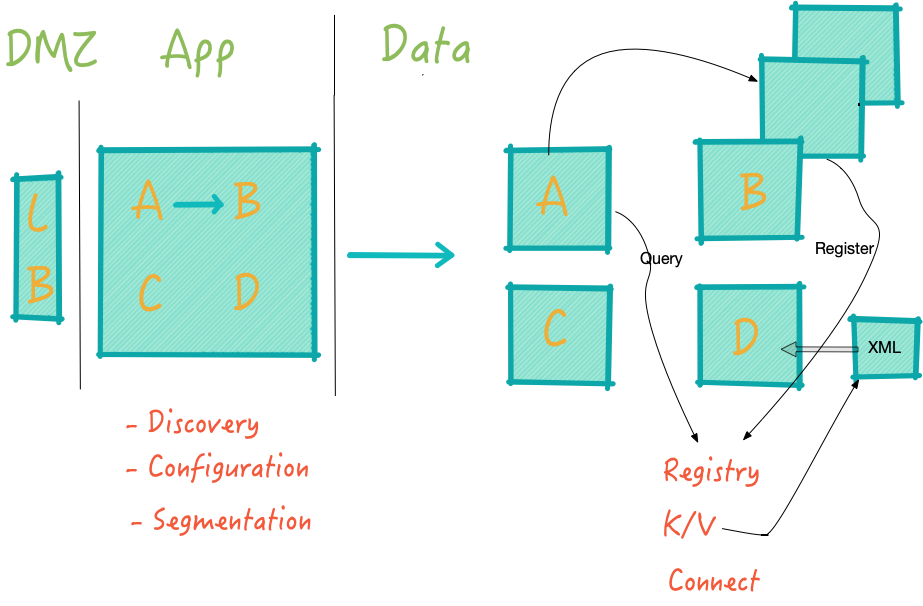 DMZ
App
Data
L
B
A
B
C
D
A
B
C
D
Query
Register
XML
- Discovery
- Configuration
- Segmentation
Registry
K/V
Connect